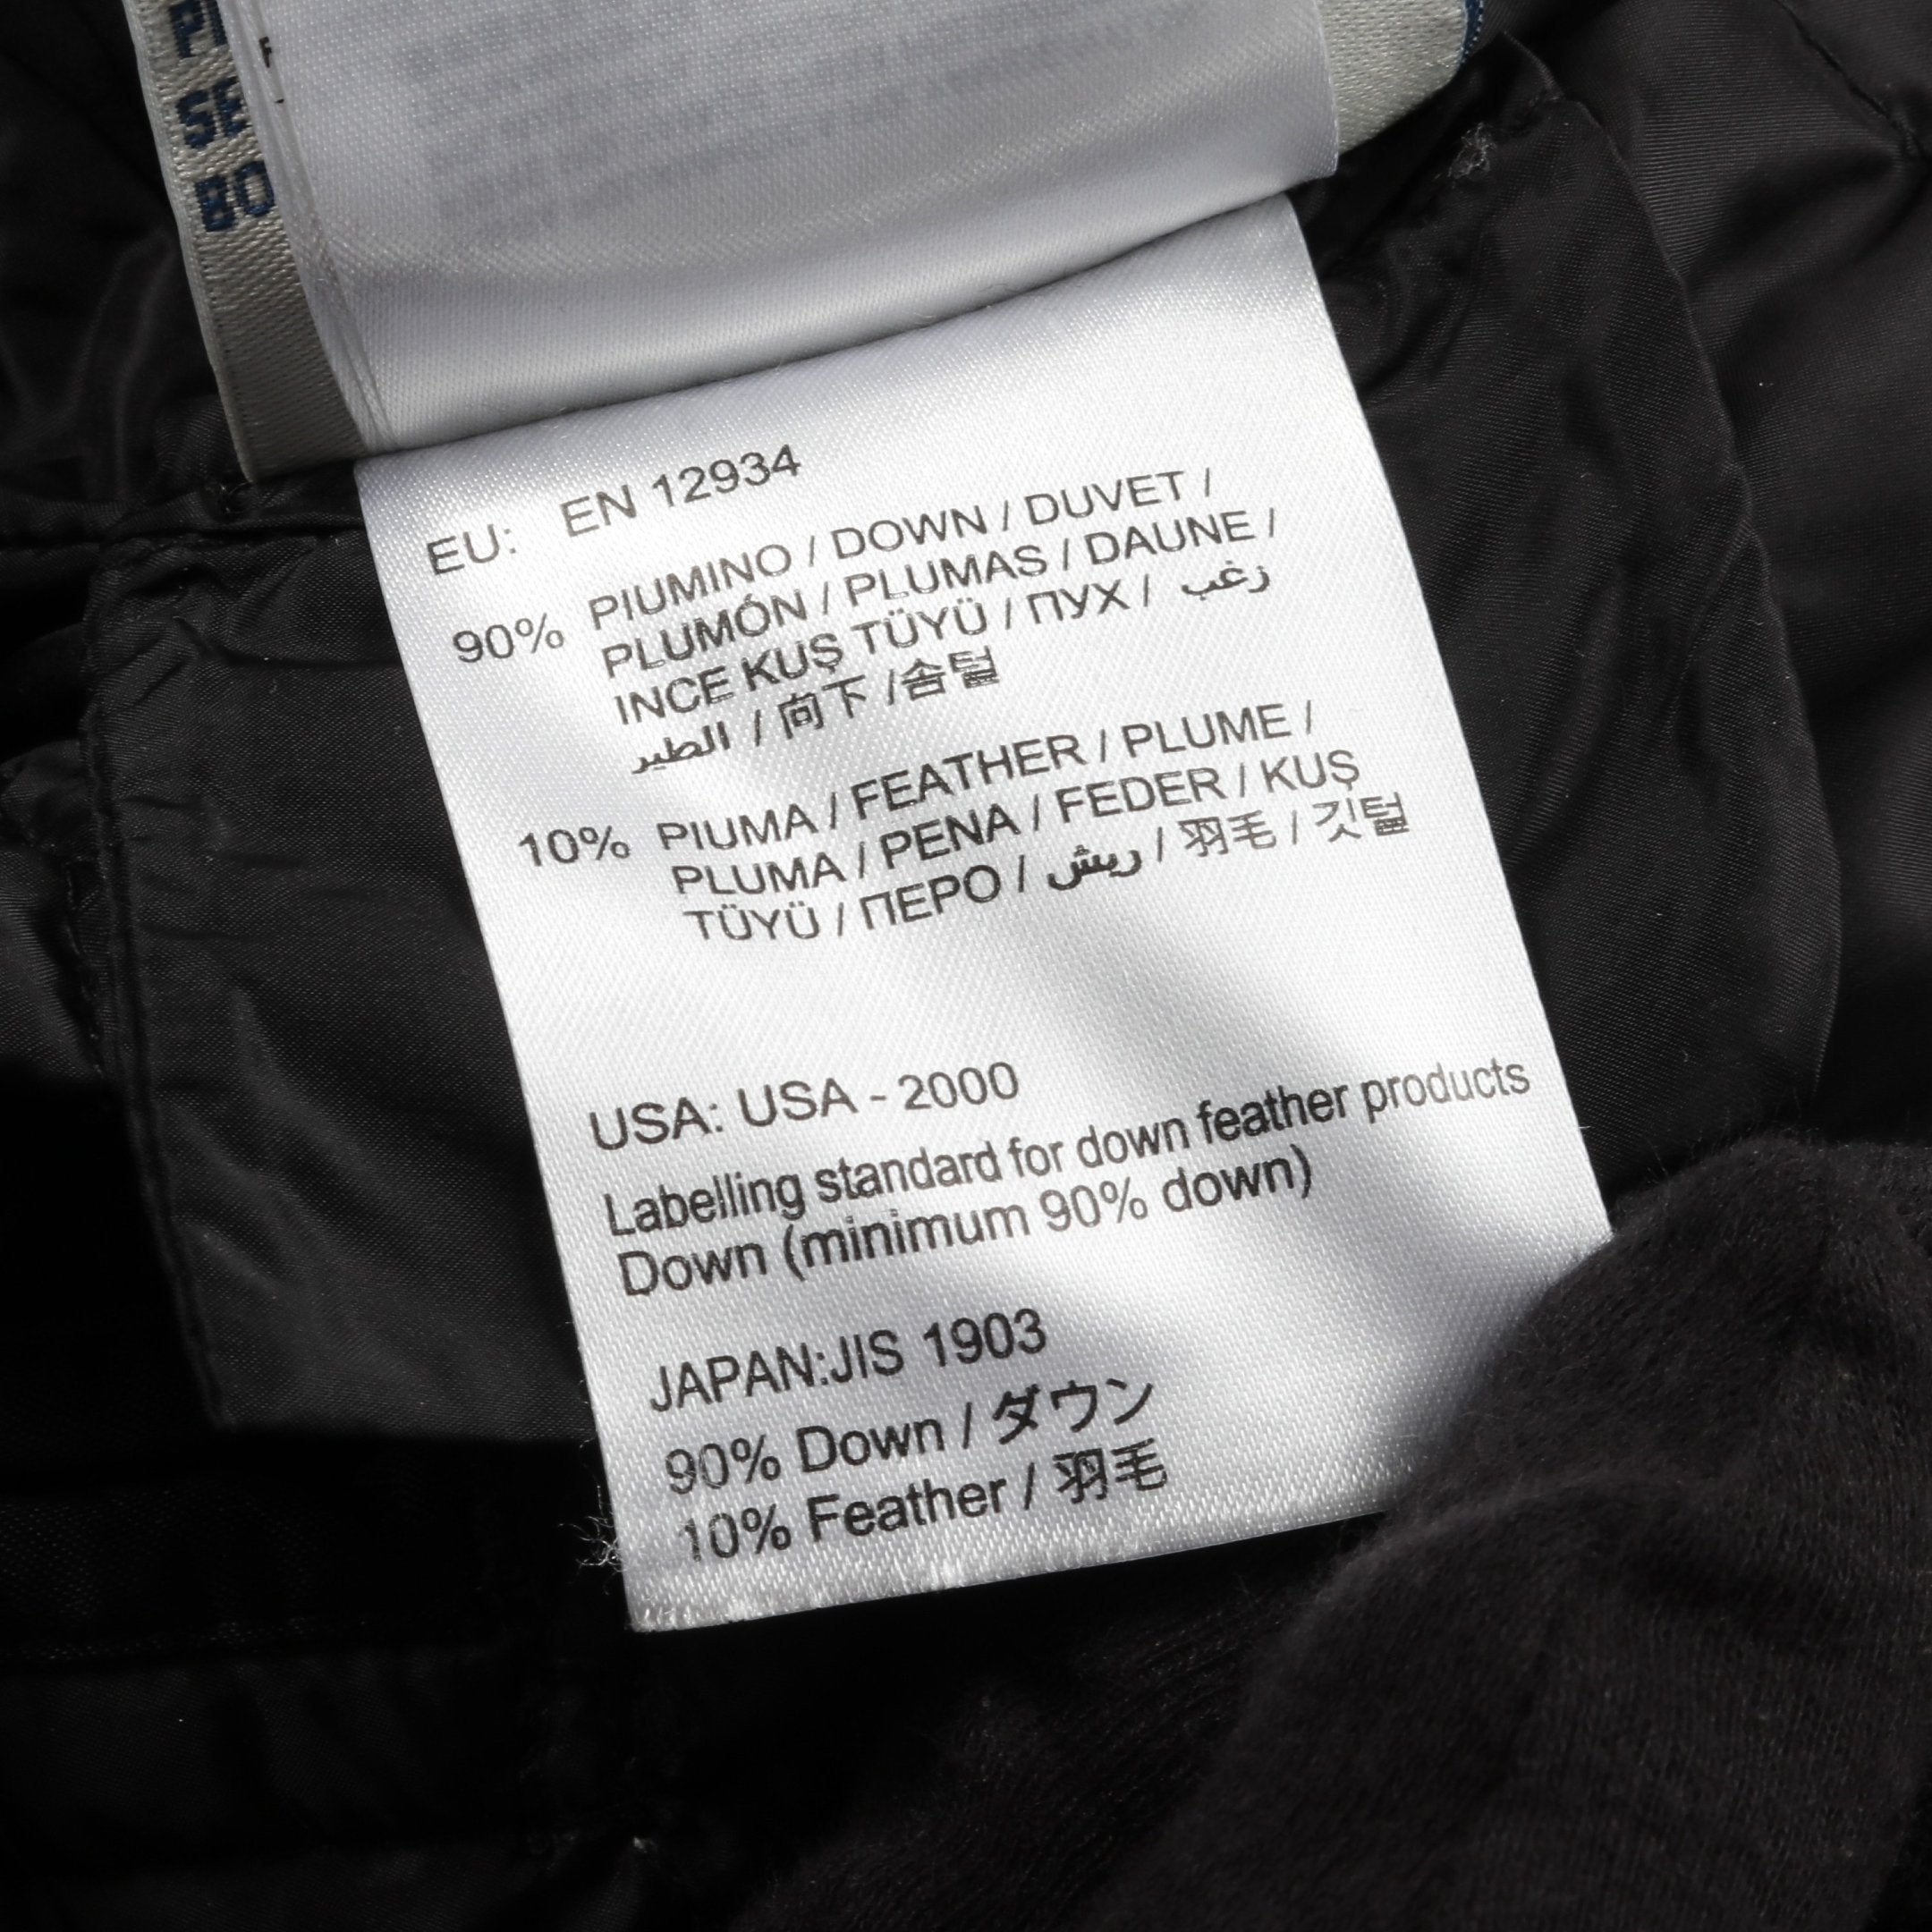 SE
BO
EU: EN 12934
90% PIUMINO / DOWN / DUVET /
PLUMÓN / PLUMAS / DAUNE /
INCE KUŞ TÜYÜ / ПУХ / زغب
الطير / 向下 /솜털
10% PIUMA / FEATHER / PLUME /
PLUMA / PENA / FEDER / KUŞ
TÜYÜ / ПЕРО / ريش / 羽毛 / 깃털
USA: USA - 2000
Labelling standard for down feather products
Down (minimum 90% down)
JAPAN:JIS 1903
90% Down / ダウン
10% Feather / 羽毛